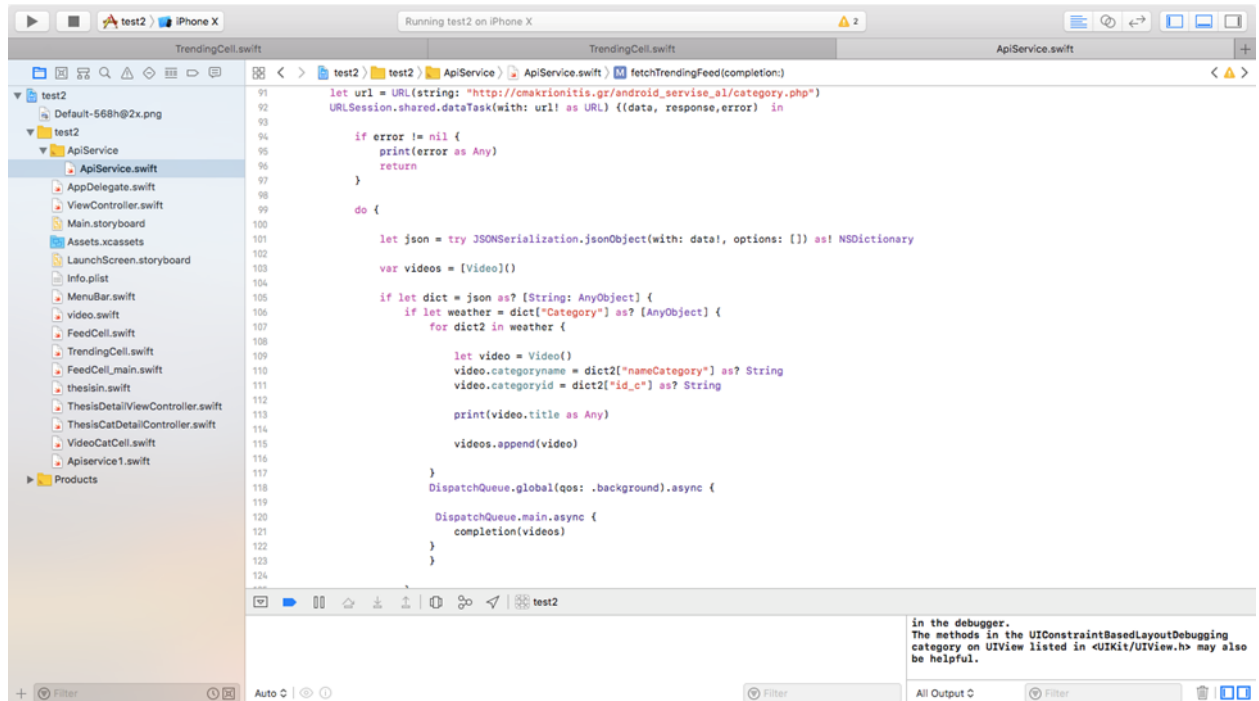 test2 › iPhone X
Running test2 on iPhone X
2
TrendingCell.swift
TrendingCell.swift
ApiService.swift
test2
Default-568h@2x.png
test2
ApiService
ApiService.swift
AppDelegate.swift
ViewController.swift
Main.storyboard
Assets.xcassets
LaunchScreen.storyboard
Info.plist
MenuBar.swift
video.swift
FeedCell.swift
TrendingCell.swift
FeedCell_main.swift
thesisin.swift
ThesisDetailViewController.swift
ThesisCatDetailController.swift
VideoCatCell.swift
Apiservice1.swift
Products
Filter
test2 › test2 › ApiService › ApiService.swift › M fetchTrendingFeed(completion:)
91 let url = URL(string: "http://cmakrionitis.gr/android_servise_al/category.php")
92 URLSession.shared.dataTask(with: url! as URL) {(data, response,error)  in
93
94 if error != nil {
95 print(error as Any)
96 return
97 }
98
99 do {
100
101 let json = try JSONSerialization.jsonObject(with: data!, options: []) as! NSDictionary
102
103 var videos = [Video]()
104
105 if let dict = json as? [String: AnyObject] {
106 if let weather = dict["Category"] as? [AnyObject] {
107 for dict2 in weather {
108
109 let video = Video()
110 video.categoryname = dict2["nameCategory"] as? String
111 video.categoryid = dict2["id_c"] as? String
112
113 print(video.title as Any)
114
115 videos.append(video)
116
117 }
118 DispatchQueue.global(qos: .background).async {
119
120 DispatchQueue.main.async {
121 completion(videos)
122 }
123 }
124
test2
Auto
Filter
in the debugger.
The methods in the UIConstraintBasedLayoutDebugging
category on UIView listed in <UIKit/UIView.h> may also
be helpful.
All Output
Filter